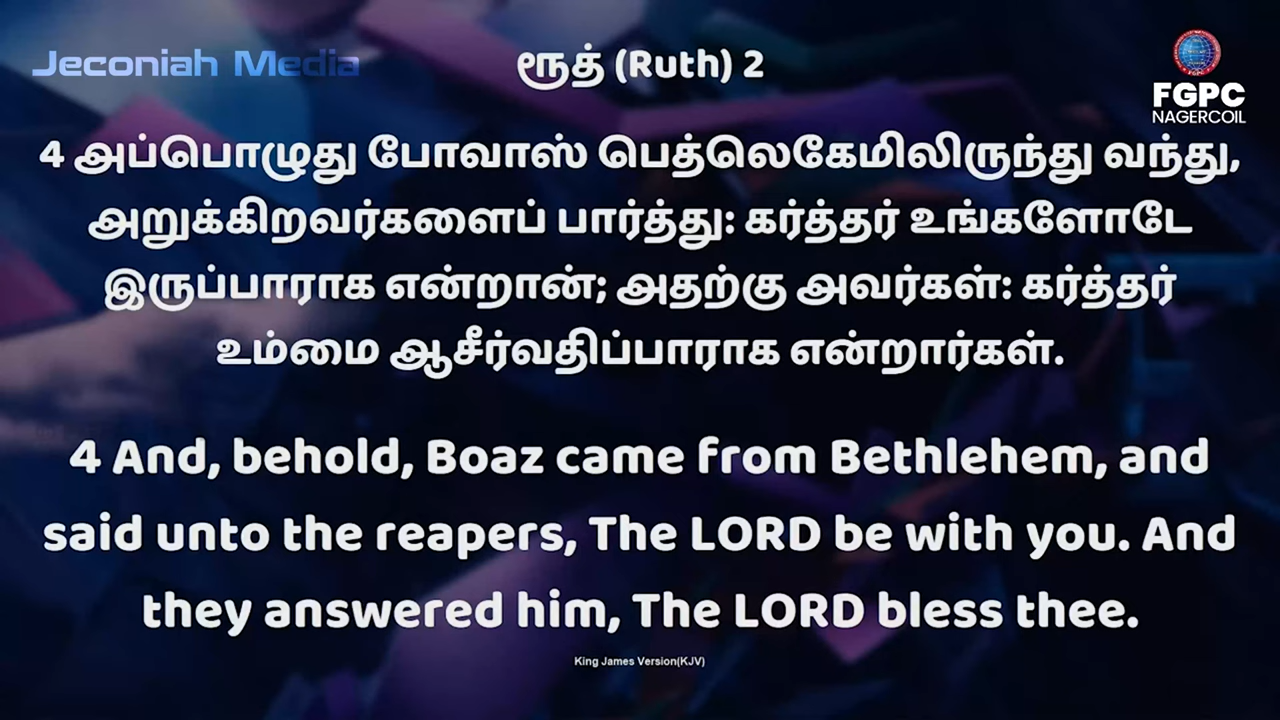 Jeconiah Media
ரூத் (Ruth) 2
FGPC
NAGERCOIL
4 அப்பொழுது போவாஸ் பெத்லெகேமிலிருந்து வந்து,
அறுக்கிறவர்களைப் பார்த்து: கர்த்தர் உங்களோடே
இருப்பாராக என்றான்; அதற்கு அவர்கள்: கர்த்தர்
உம்மை ஆசீர்வதிப்பாராக என்றார்கள்.
4 And, behold, Boaz came from Bethlehem, and
said unto the reapers, The LORD be with you. And
they answered him, The LORD bless thee.
King James Version(KJV)